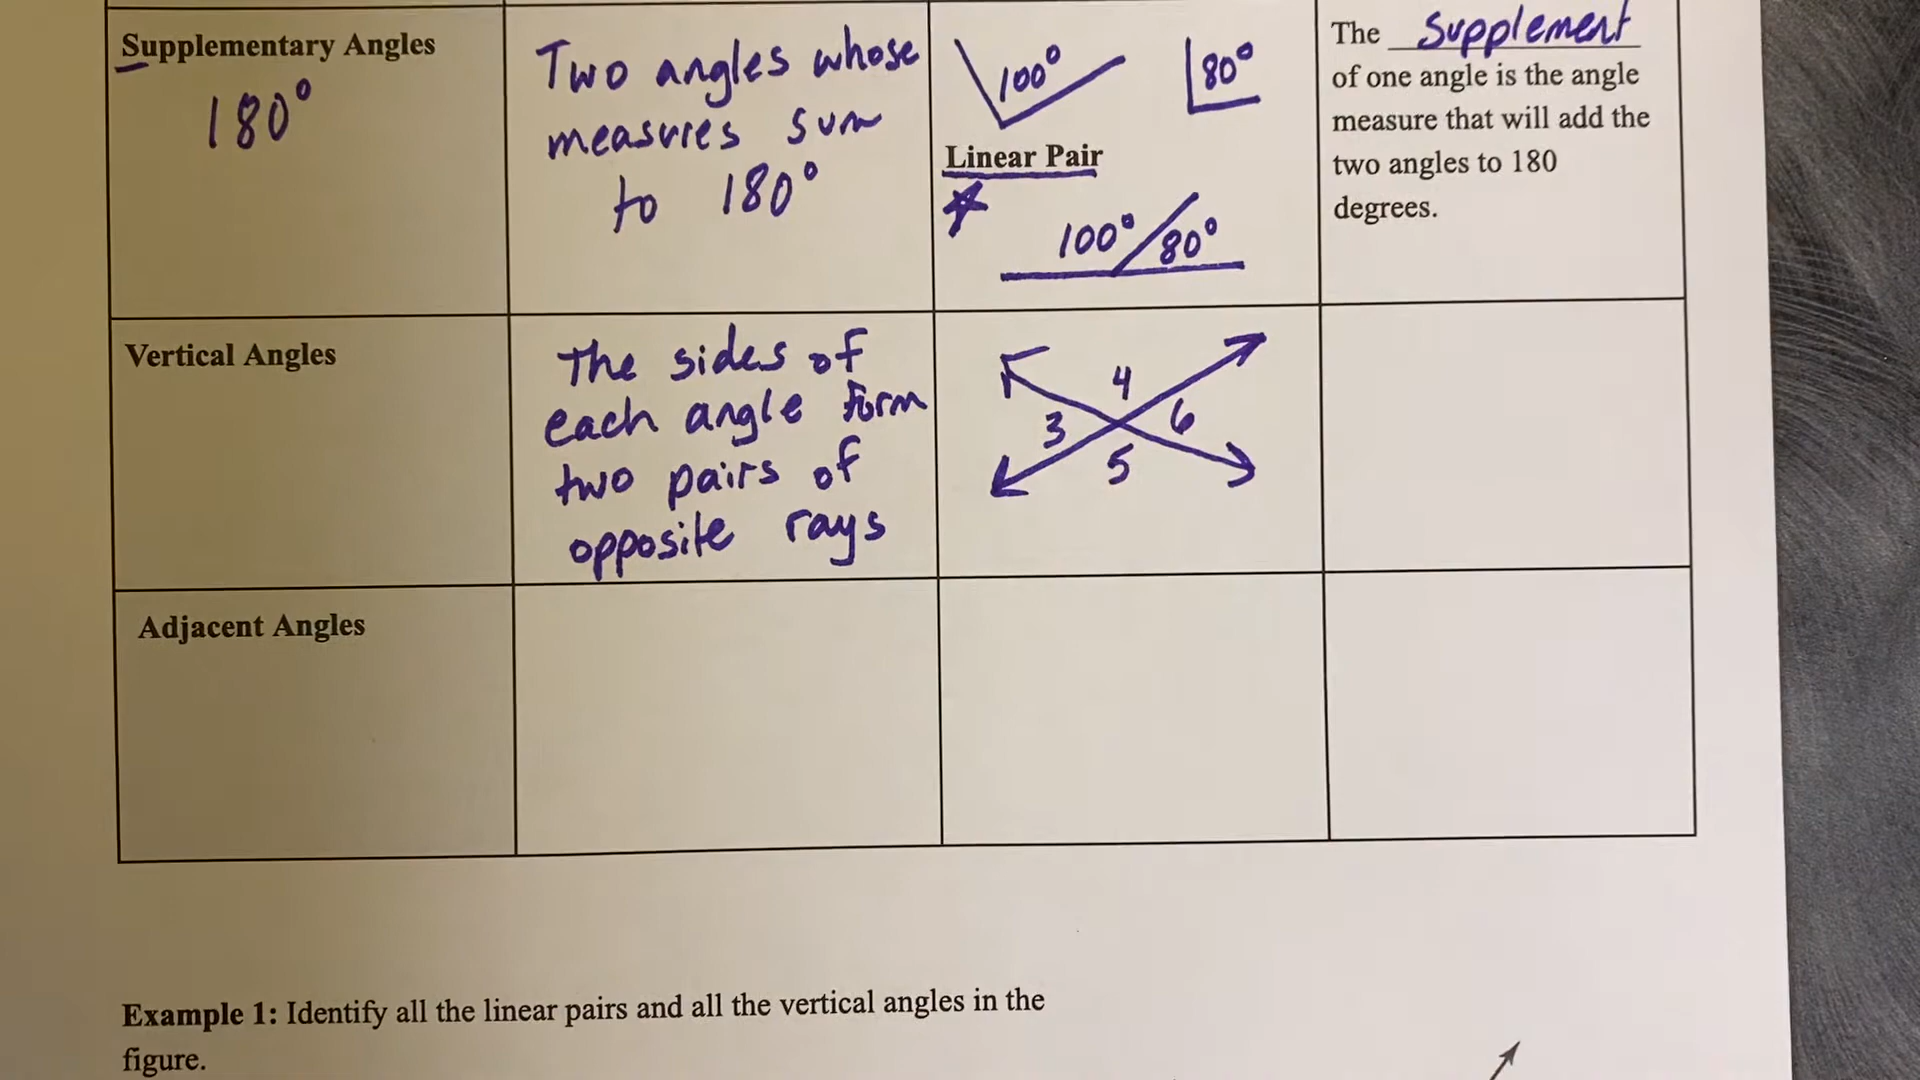 Supplementary Angles
180°
Two angles whose
measures sum
to 180°
100°
80°
Linear Pair
100°
80°
The supplement
of one angle is the angle
measure that will add the
two angles to 180
degrees.
Vertical Angles
The sides of
each angle form
two pairs of
opposite rays
4
3
6
5
Adjacent Angles
Example 1: Identify all the linear pairs and all the vertical angles in the
figure.